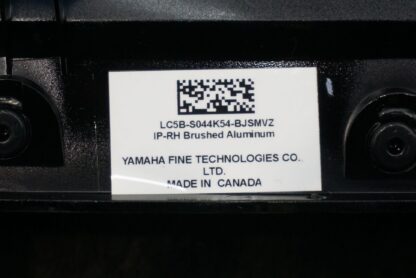 LC5B-S044K54-BJSMVZ
IP-RH Brushed Aluminum
YAMAHA FINE TECHNOLOGIES CO.
LTD.
MADE IN CANADA